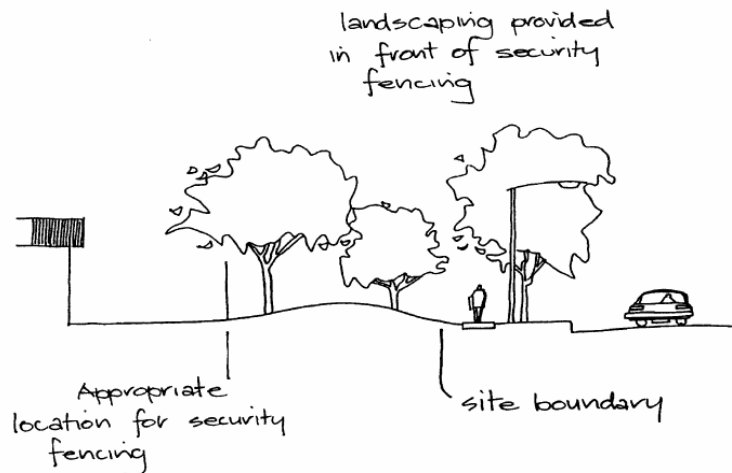 landscaping provided
in front of security
fencing
Appropriate
location for security
fencing
site boundary